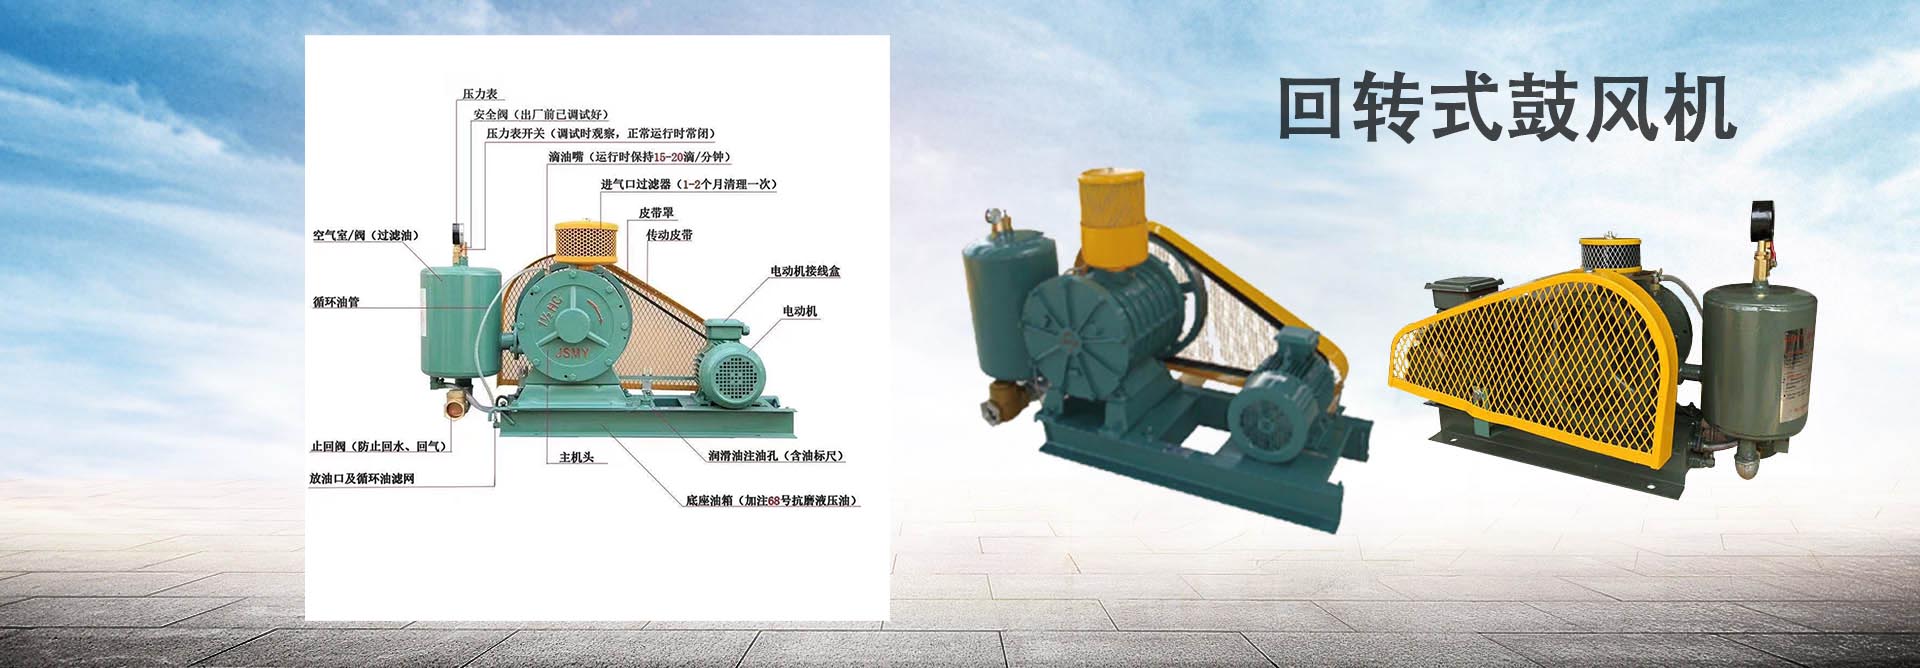 回转式鼓风机
压力表
安全阀（出厂前己调试好）
压力表开关（调试时观察，正常运行时常闭）
滴油嘴（运行时保持15-20滴/分钟）
进气口过滤器（1-2个月清理一次）
皮带罩
传动皮带
空气室/阀（过滤油）
电动机接线盒
循环油管
电动机
1½HC
JSMY
止回阀（防止回水、回气）
主机头
润滑油注油孔（含油标尺）
放油口及循环油滤网
底座油箱（加注68号抗磨液压油）